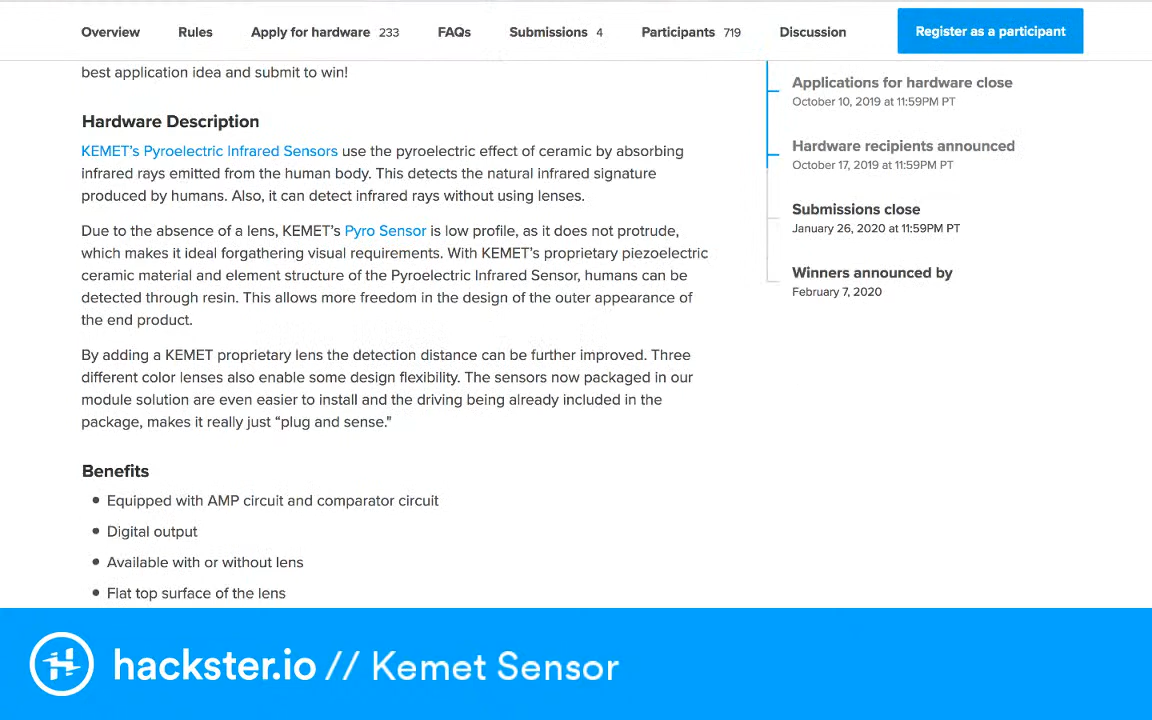 Overview Rules Apply for hardware 233 FAQs Submissions 4 Participants 719 Discussion Register as a participant
best application idea and submit to win!
Hardware Description
KEMET's Pyroelectric Infrared Sensors use the pyroelectric effect of ceramic by absorbing
infrared rays emitted from the human body. This detects the natural infrared signature
produced by humans. Also, it can detect infrared rays without using lenses.
Due to the absence of a lens, KEMET's Pyro Sensor is low profile, as it does not protrude,
which makes it ideal forgathering visual requirements. With KEMET's proprietary piezoelectric
ceramic material and element structure of the Pyroelectric Infrared Sensor, humans can be
detected through resin. This allows more freedom in the design of the outer appearance of
the end product.
By adding a KEMET proprietary lens the detection distance can be further improved. Three
different color lenses also enable some design flexibility. The sensors now packaged in our
module solution are even easier to install and the driving being already included in the
package, makes it really just “plug and sense."
Benefits
• Equipped with AMP circuit and comparator circuit
• Digital output
• Available with or without lens
• Flat top surface of the lens
Applications for hardware close
October 10, 2019 at 11:59PM PT
Hardware recipients announced
October 17, 2019 at 11:59PM PT
Submissions close
January 26, 2020 at 11:59PM PT
Winners announced by
February 7, 2020
hackster.io // Kemet Sensor